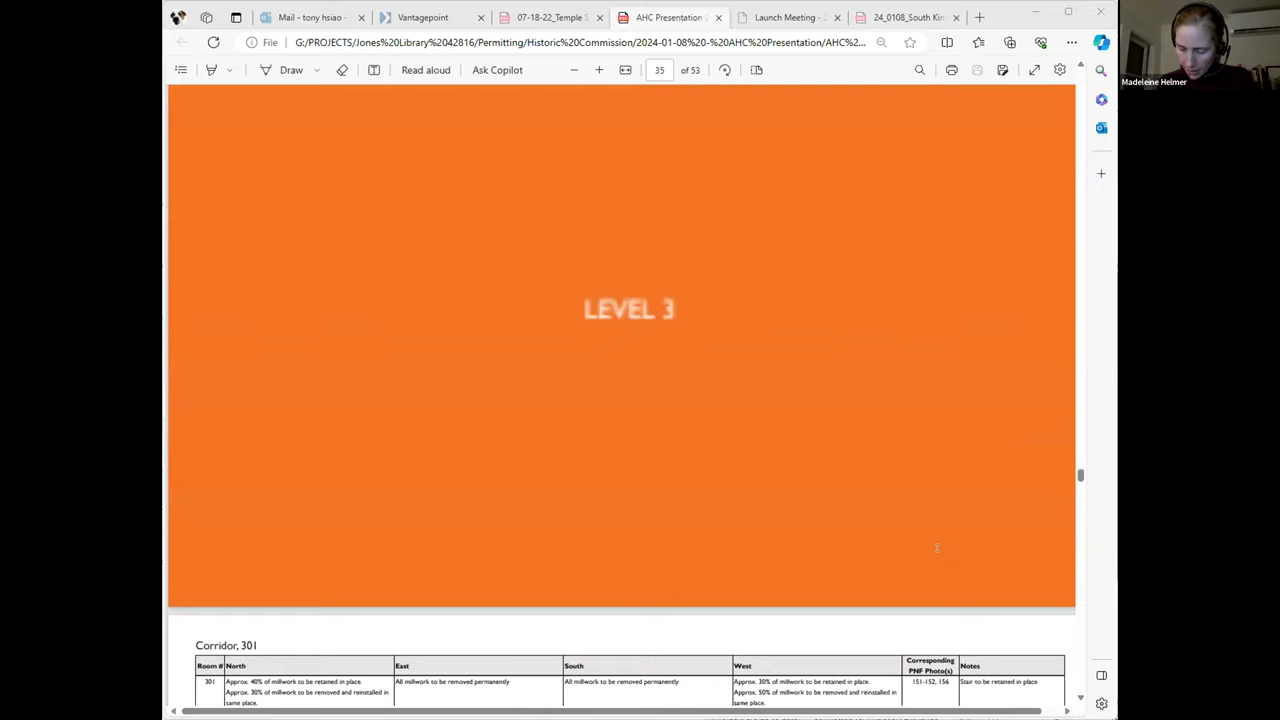 Mail - tony hsiao -
Vantagepoint
07-18-22_Temple S
AHC Presentation 2
Launch Meeting - Z
24_0108_South Kin
File
G:/PROJECTS/Jones%20Library%2042816/Permitting/Historic%20Commission/2024-01-08%20-%20AHC%20Presentation/AHC%...
Draw
Read aloud
Ask Copilot
35 of 53
Madeleine Helmer
LEVEL 3
Corridor, 301
Room # North East South West Corresponding PNF Photo(s) Notes
301 Approx. 40% of millwork to be retained in place. All millwork to be removed permanently All millwork to be removed permanently Approx. 30% of millwork to be retained in place. 151-152, 156 Stair to be retained in place
Approx. 30% of millwork to be removed and reinstalled in Approx. 50% of millwork to be removed and reinstalled in
same place. same place.